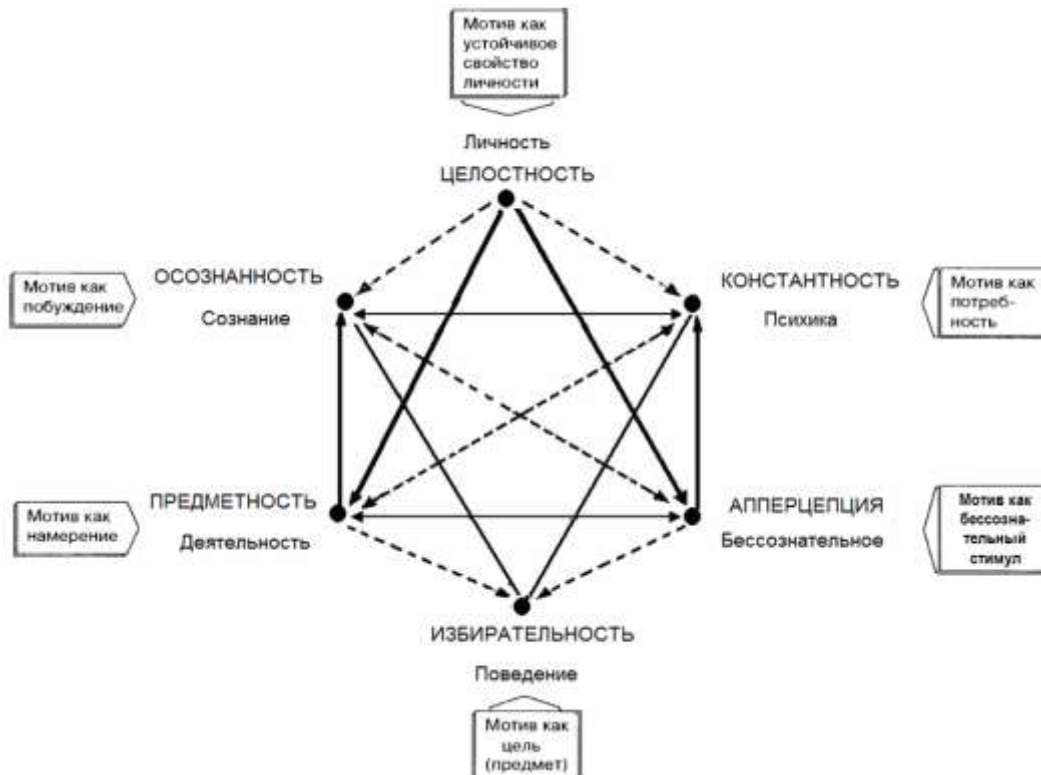 Мотив как
устойчивое
свойство
личности
Личность
ЦЕЛОСТНОСТЬ
Мотив как
побуждение
ОСОЗНАННОСТЬ
Сознание
КОНСТАНТНОСТЬ
Психика
Мотив как
потреб-
ность
Мотив как
намерение
ПРЕДМЕТНОСТЬ
Деятельность
АППЕРЦЕПЦИЯ
Бессознательное
Мотив как
бессозна-
тельный
стимул
ИЗБИРАТЕЛЬНОСТЬ
Поведение
Мотив как
цель
(предмет)